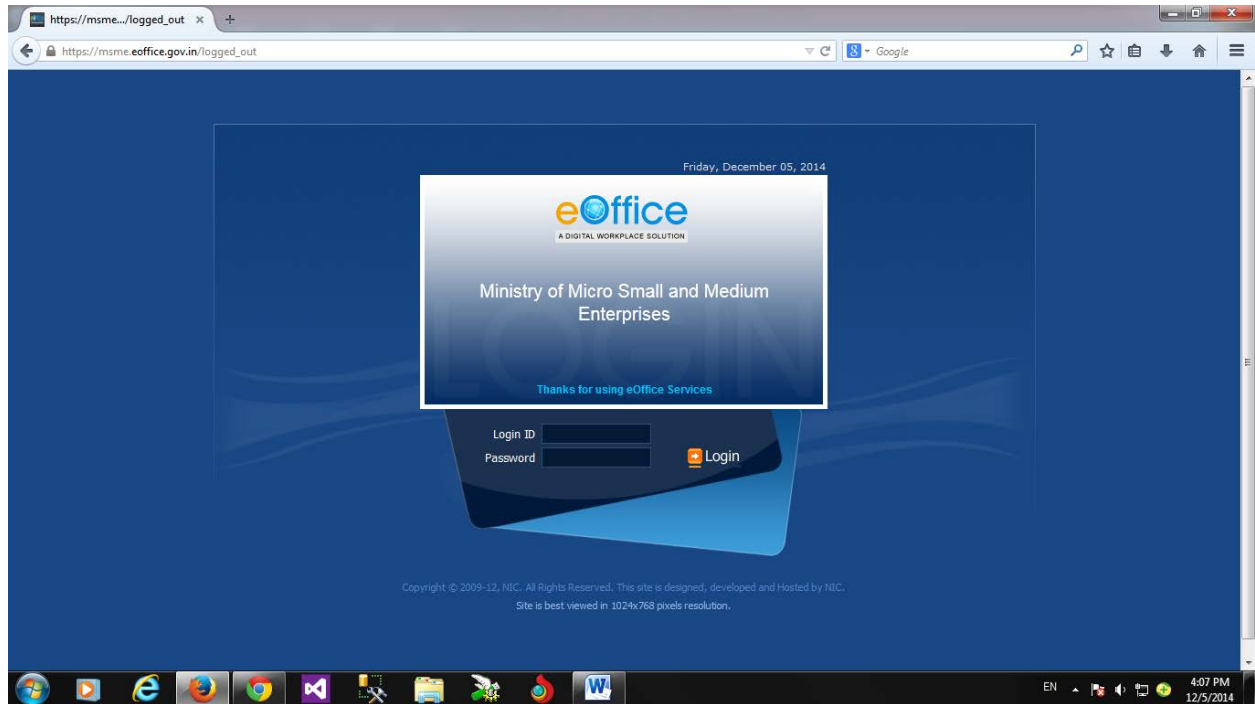 https://msme.../logged_out
https://msme.eoffice.gov.in/logged_out
Google
Friday, December 05, 2014
eOffice
A DIGITAL WORKPLACE SOLUTION
LOGIN
Ministry of Micro Small and Medium
Enterprises
Thanks for using eOffice Services
Login ID
Password
Login
Copyright © 2009-12, NIC. All Rights Reserved. This site is designed, developed and Hosted by NIC.
Site is best viewed in 1024x768 pixels resolution.
EN
4:07 PM
12/5/2014